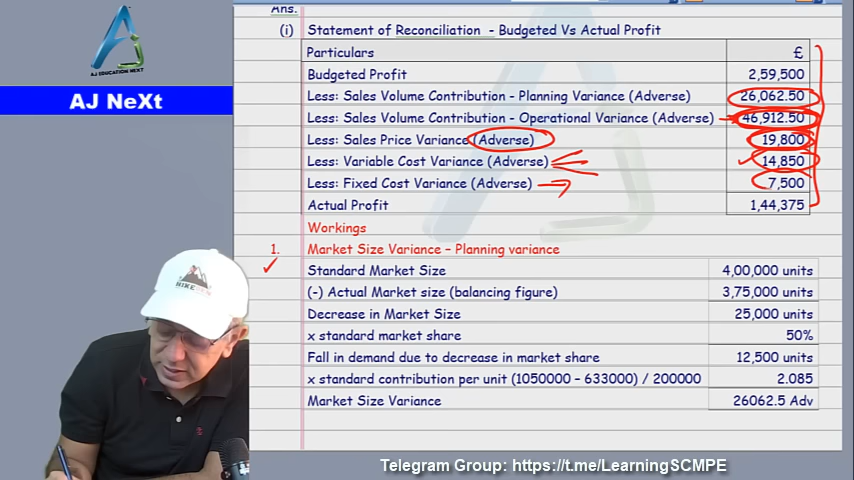 Ans.
(i) Statement of Reconciliation - Budgeted Vs Actual Profit
Particulars £
Budgeted Profit 2,59,500
Less: Sales Volume Contribution - Planning Variance (Adverse) 26,062.50
Less: Sales Volume Contribution - Operational Variance (Adverse) 46,912.50
Less: Sales Price Variance (Adverse) 19,800
Less: Variable Cost Variance (Adverse) 14,850
Less: Fixed Cost Variance (Adverse) 7,500
Actual Profit 1,44,375
Workings
1. Market Size Variance – Planning variance
Standard Market Size 4,00,000 units
(-) Actual Market size (balancing figure) 3,75,000 units
Decrease in Market Size 25,000 units
x standard market share 50%
Fall in demand due to decrease in market share 12,500 units
x standard contribution per unit (1050000 – 633000) / 200000 2.085
Market Size Variance 26062.5 Adv
AJ EDUCATION NEXT
AJ NeXt
Telegram Group: https://t.me/LearningSCMPE